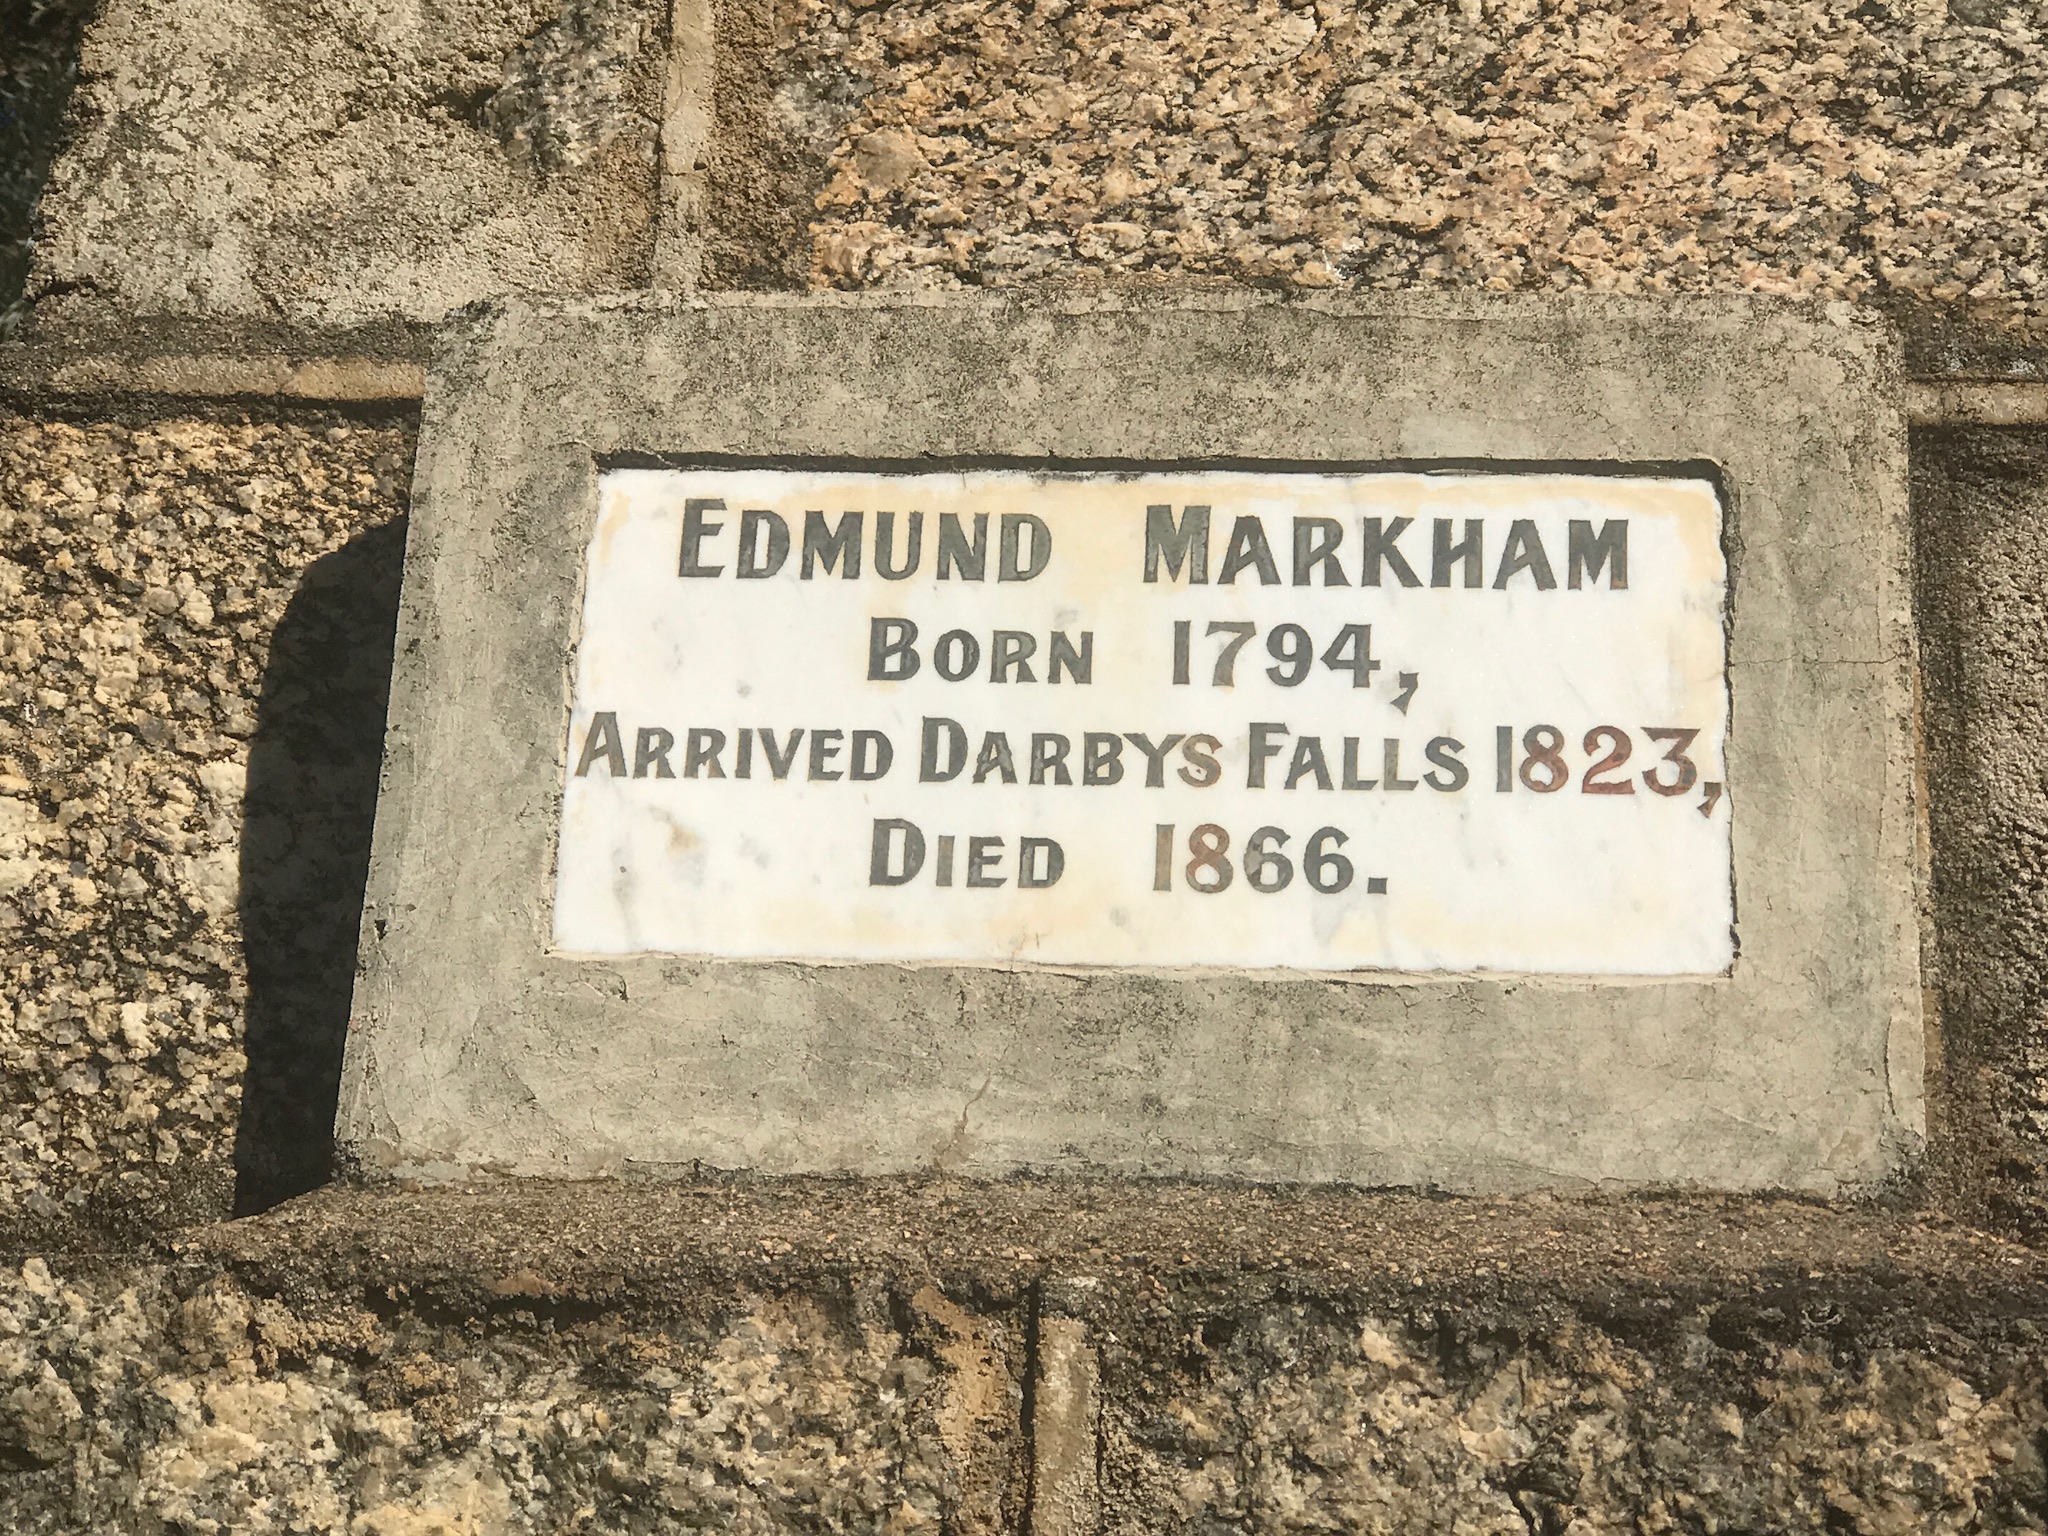 EDMUND MARKHAM
BORN 1794,
ARRIVED DARBYS FALLS 1823,
DIED 1866.